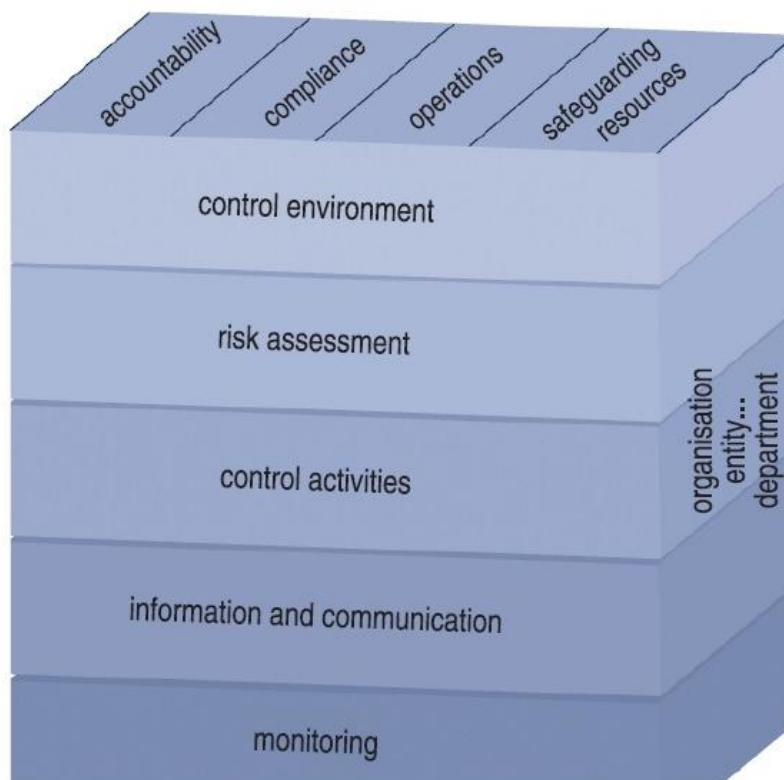 accountability
compliance
operations
safeguarding
resources
control environment
risk assessment
control activities
information and communication
monitoring
organisation
entity...
department